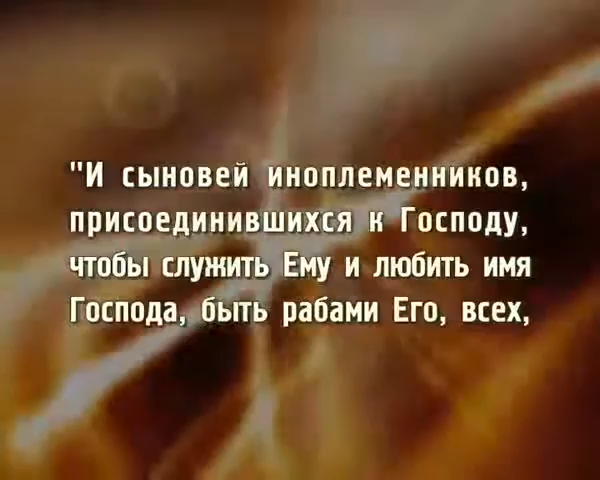 "И сыновей иноплеменников,
присоединившихся к Господу,
чтобы служить Ему и любить имя
Господа, быть рабами Его, всех,